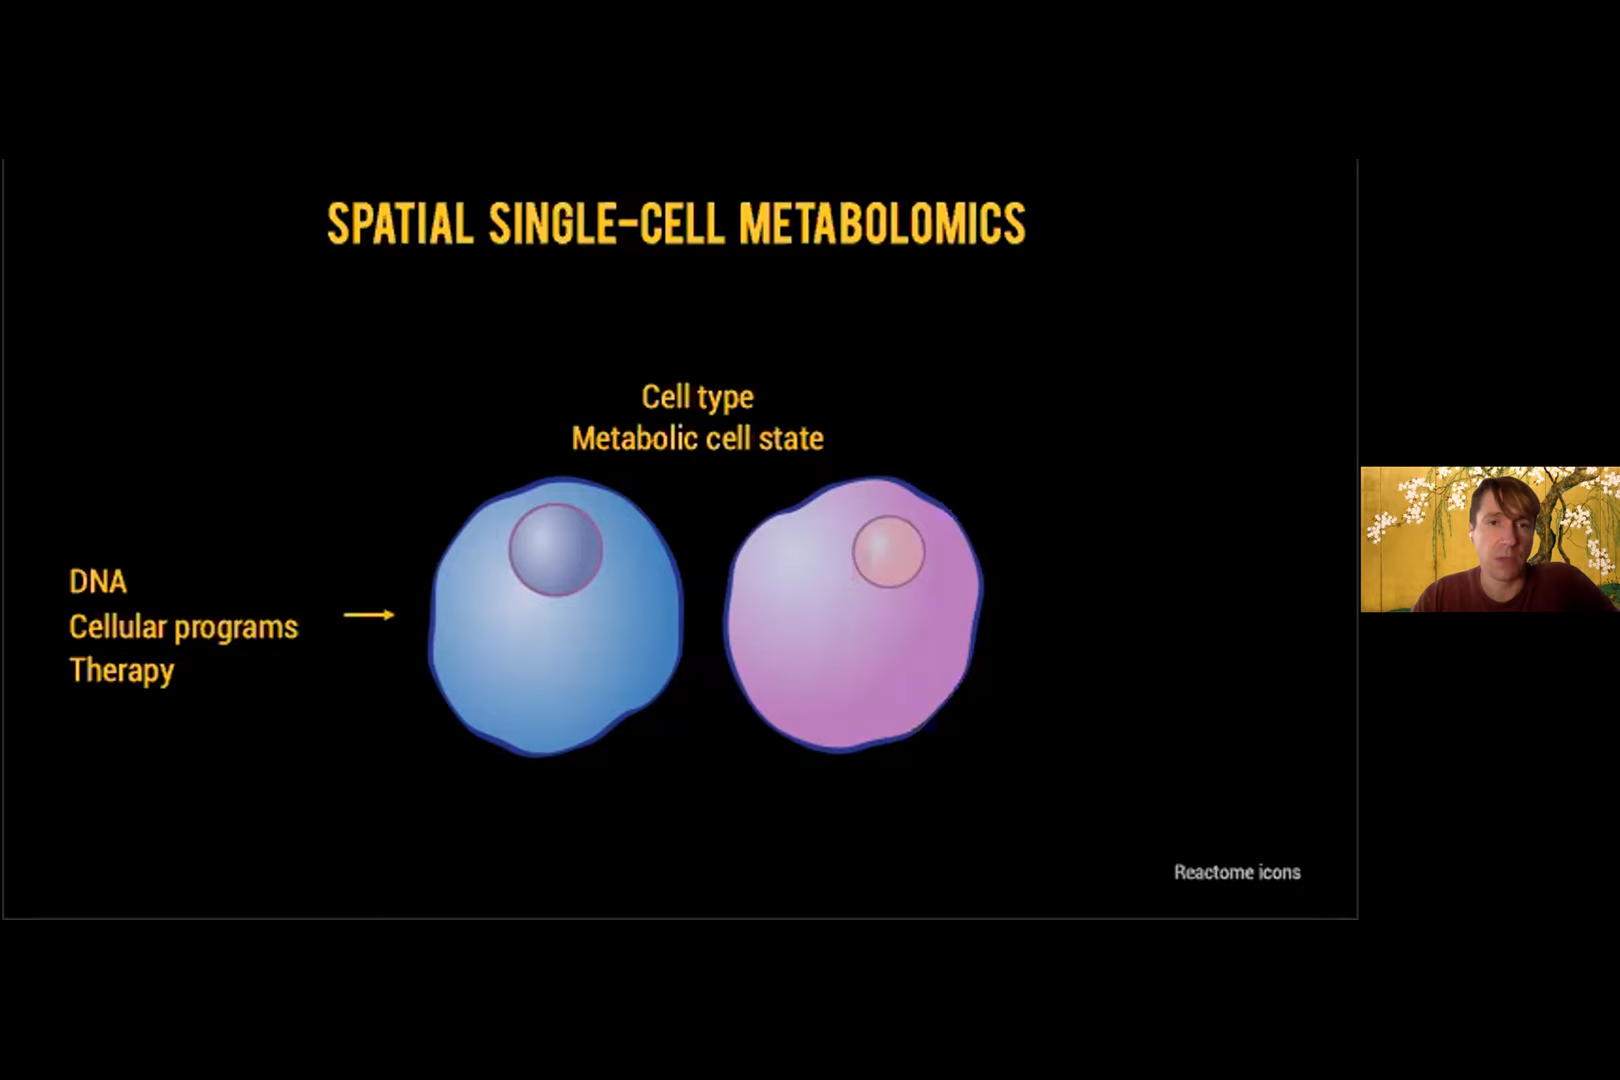 SPATIAL SINGLE-CELL METABOLOMICS
Cell type
Metabolic cell state
DNA
Cellular programs
Therapy
Reactome icons